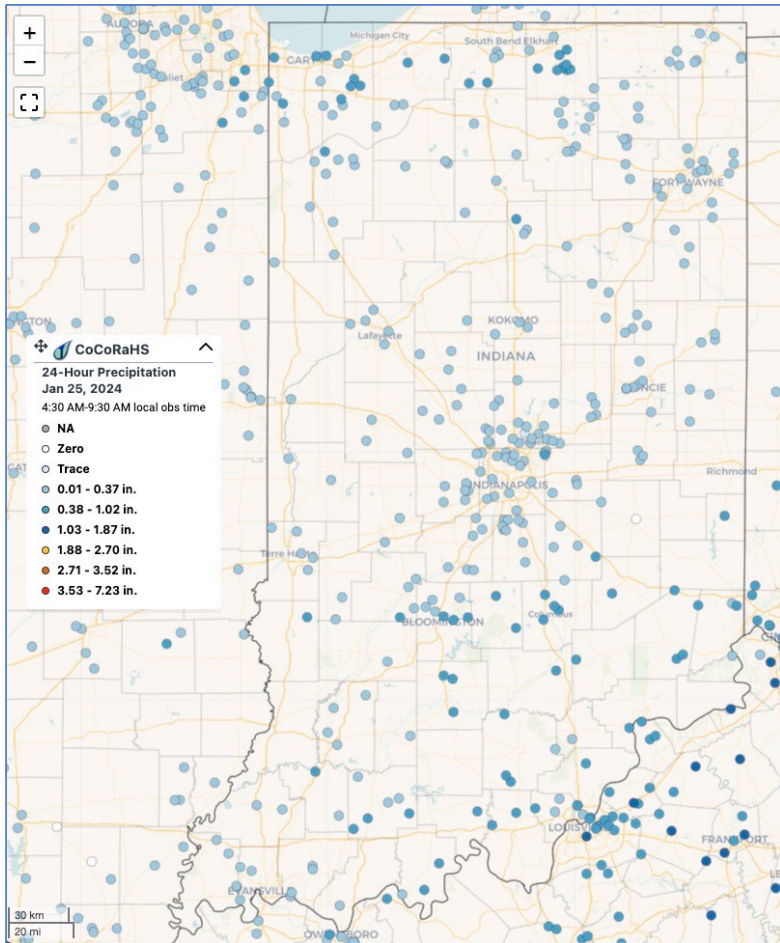 AURORA
Michigan City
South Bend Elkhart
+
GARY
−
FORT WAYNE
KOKOMO
Lafayette
INDIANA
CoCoRaHS
24-Hour Precipitation
Jan 25, 2024
4:30 AM-9:30 AM local obs time
NA
Zero
Trace
0.01 - 0.37 in.
0.38 - 1.02 in.
1.03 - 1.87 in.
1.88 - 2.70 in.
2.71 - 3.52 in.
3.53 - 7.23 in.
Richmond
INDIANAPOLIS
Terre Haute
BLOOMINGTON
Columbus
LOUISVILLE
FRANKFORT
EVANSVILLE
30 km
20 mi
OWENSBORO